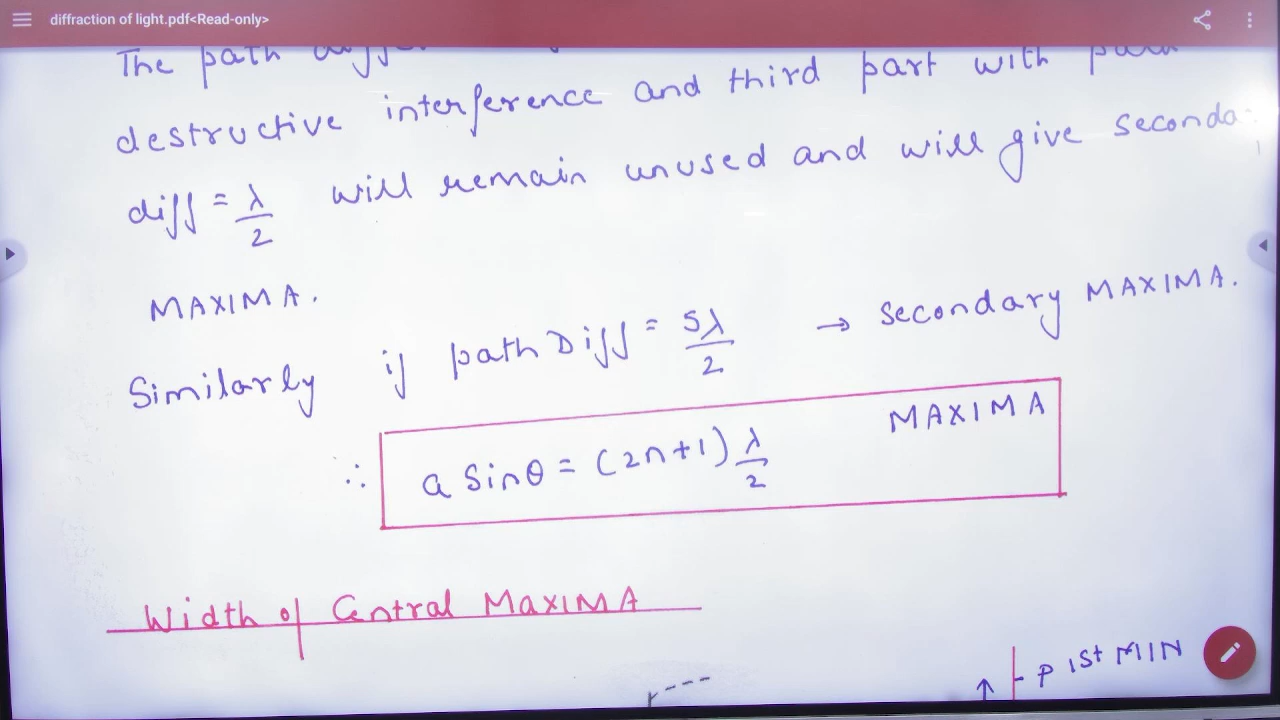 diffraction of light.pdf<Read-only>
The path
destructive interference and third part with path
diff = λ/2 will remain unused and will give seconda
MAXIMA.
Similarly if path Diff = 5λ/2 → secondary MAXIMA.
∴ a sinθ = (2n+1) λ/2 MAXIMA
Width of Central MAXIMA
P 1st MIN